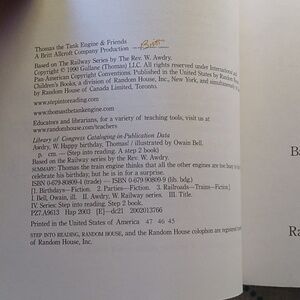 Thomas the Tank Engine & Friends
A Britt Allcroft Company Production
Based on The Railway Series by The Rev. W. Awdry.
Copyright © 1990 Gullane (Thomas) LLC. All rights reserved under International and
Pan American Copyright Conventions. Published in the United States by Random House
Children's Books, a division of Random House, Inc., New York, and simultaneously in
by Random House of Canada Limited, Toronto.
www.stepintoreading.com
www.thomasthetankengine.com
Educators and librarians, for a variety of teaching tools, visit us at
www.randomhouse.com/teachers
Library of Congress Cataloging-in-Publication Data
Awdry, W. Happy birthday, Thomas! / illustrated by Owain Bell.
p. cm. — (Step into reading. A step 2 book)
Based on the Railway series by the Rev. W. Awdry.
SUMMARY: Thomas the train engine thinks that all the other engines are too busy to
celebrate his birthday, but he is in for a surprise.
ISBN 0-679-80809-4 (trade) — ISBN 0-679-90809-9 (lib. bdg.)
[1. Birthdays—Fiction. 2. Parties—Fiction. 3. Railroads—Trains—Fiction.]
I. Bell, Owain, ill. II. Awdry, W. Railway series. III. Title.
IV. Series: Step into reading. Step 2 book.
PZ7.A9613 Hap 2003 [E]—dc21 2002013766
Printed in the United States of America 47 46 45
STEP INTO READING, RANDOM HOUSE, and the Random House colophon are registered
of Random House, Inc.
Ba
Ra